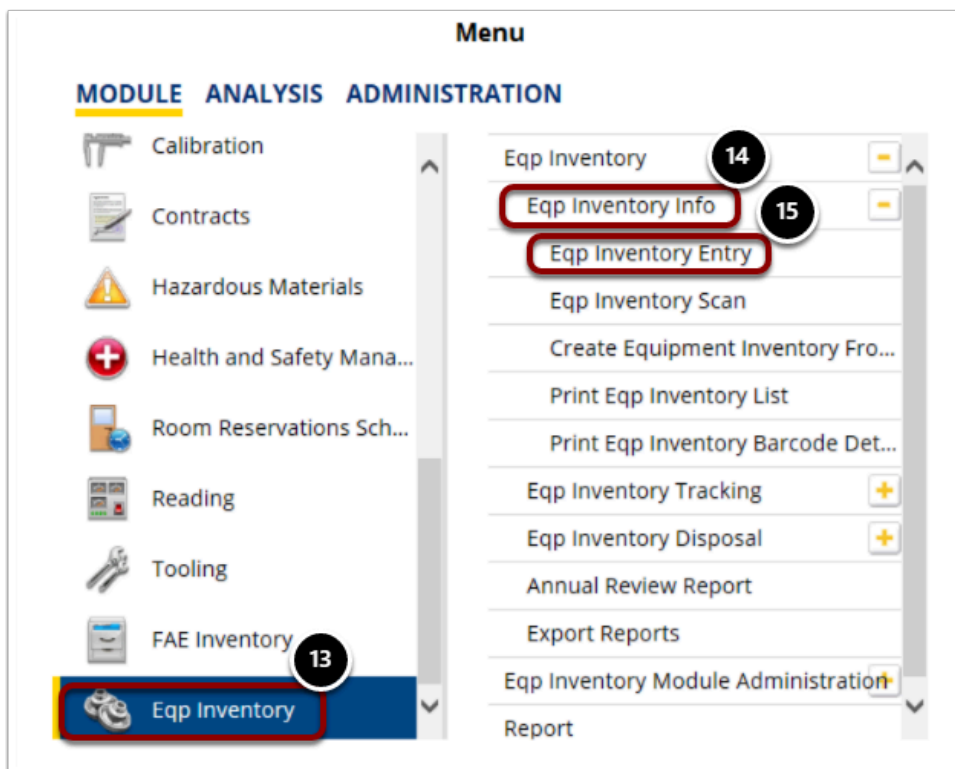 Menu
MODULE ANALYSIS ADMINISTRATION
Calibration
Contracts
Hazardous Materials
Health and Safety Mana...
Room Reservations Sch...
Reading
Tooling
FAE Inventory
13
Eqp Inventory
Eqp Inventory
14
Eqp Inventory Info
15
Eqp Inventory Entry
Eqp Inventory Scan
Create Equipment Inventory Fro...
Print Eqp Inventory List
Print Eqp Inventory Barcode Det...
Eqp Inventory Tracking
Eqp Inventory Disposal
Annual Review Report
Export Reports
Eqp Inventory Module Administration
Report